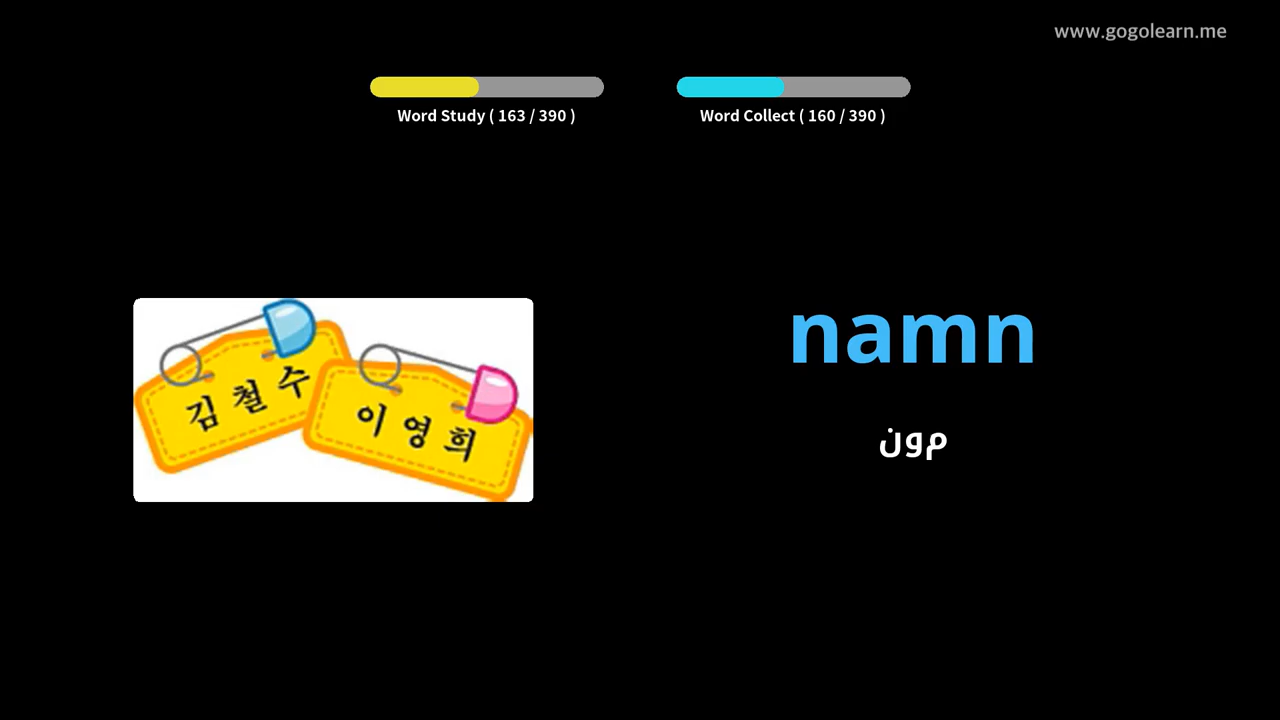 www.gogolearn.me
Word Study ( 163 / 390 )
Word Collect ( 160 / 390 )
김철수
이영희
namn
مون